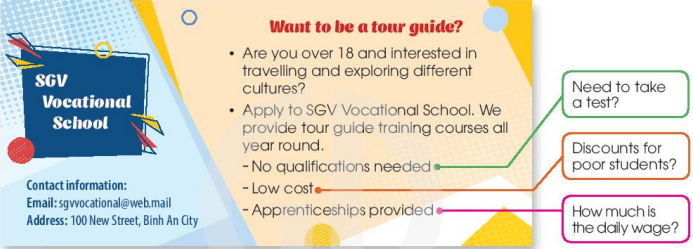 SGV
Vocational
School
Contact information:
Email: sgvvocational@web.mail
Address: 100 New Street, Binh An City
Want to be a tour guide?
• Are you over 18 and interested in
travelling and exploring different
cultures?
• Apply to SGV Vocational School. We
provide tour guide training courses all
year round.
- No qualifications needed
- Low cost
- Apprenticeships provided
Need to take
a test?
Discounts for
poor students?
How much is
the daily wage?